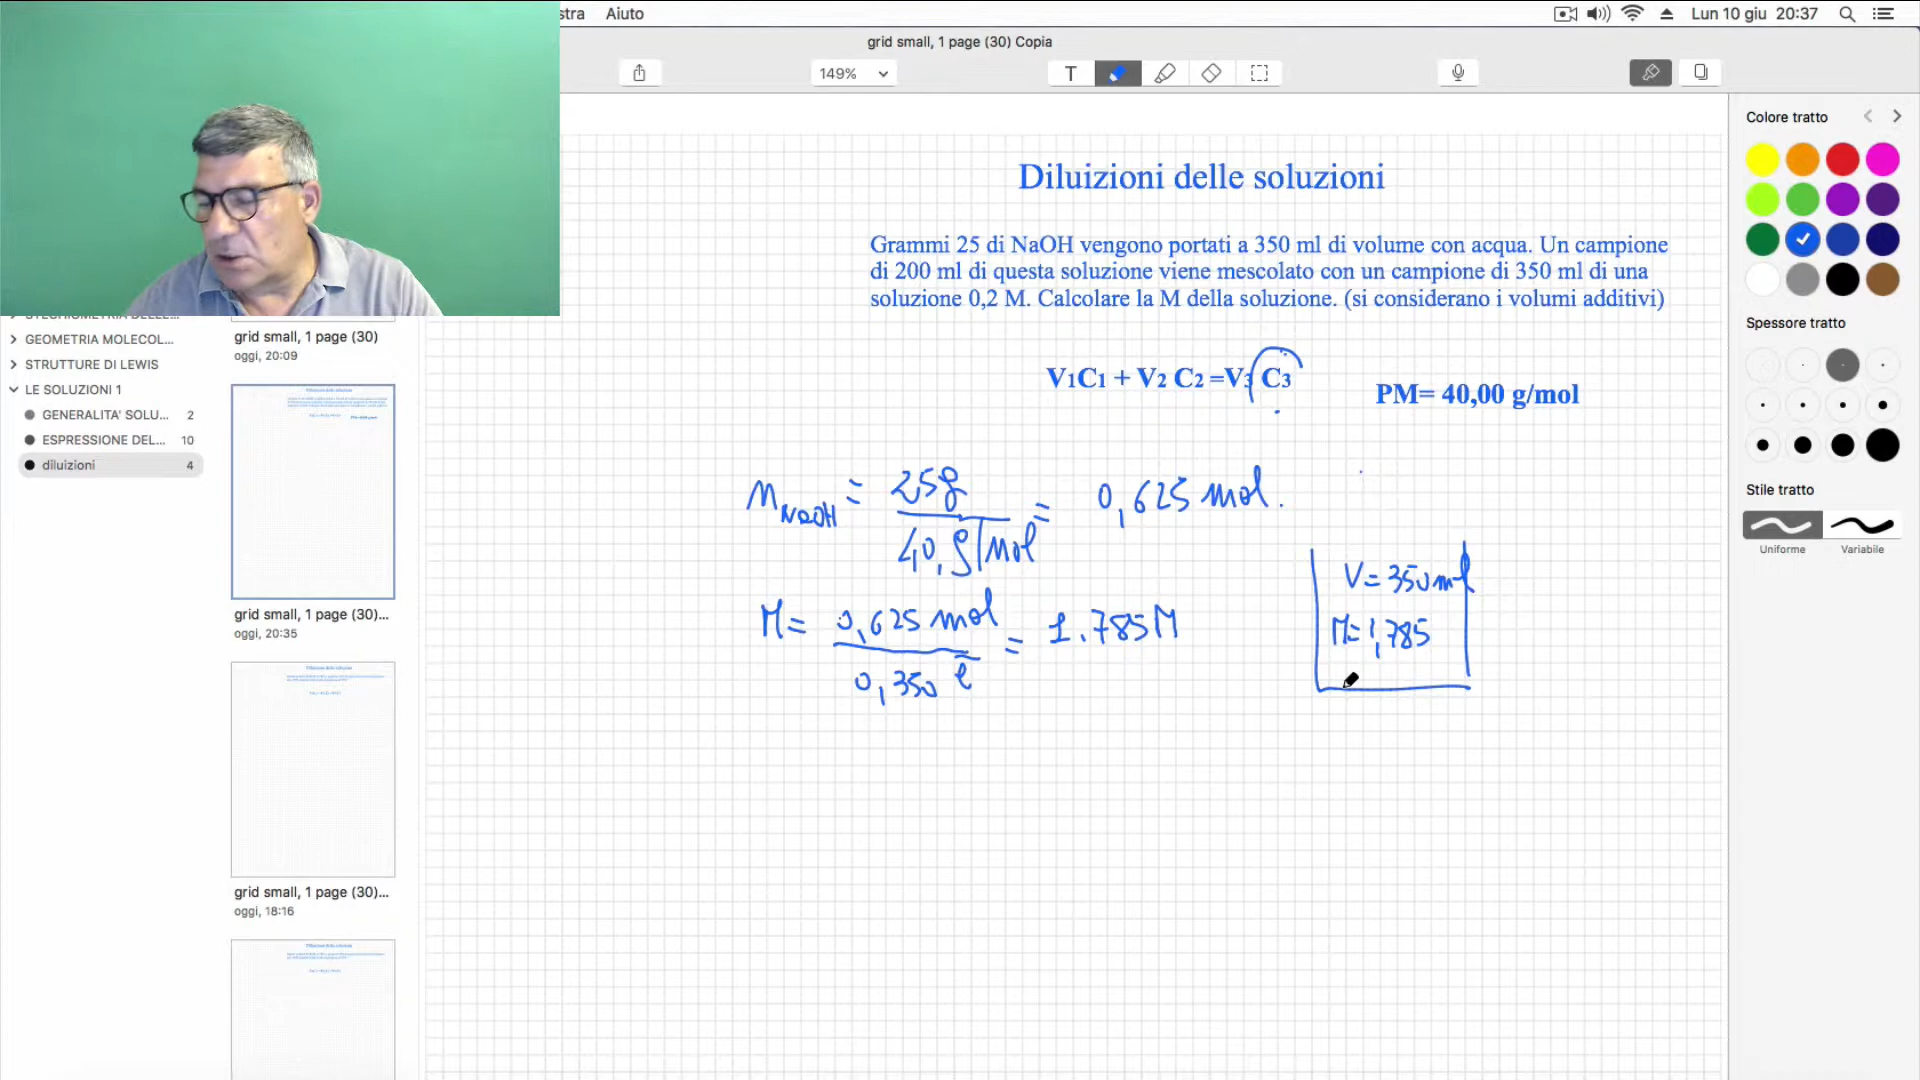 stra Aiuto Lun 10 giu 20:37
grid small, 1 page (30) Copia
149% T
Colore tratto
Diluizioni delle soluzioni
Grammi 25 di NaOH vengono portati a 350 ml di volume con acqua. Un campione
di 200 ml di questa soluzione viene mescolato con un campione di 350 ml di una
soluzione 0,2 M. Calcolare la M della soluzione. (si considerano i volumi additivi)
V1C1 + V2 C2 =V3 C3
PM= 40,00 g/mol
n NaOH = 25g / 40, g/mol = 0,625 mol.
M = 0,625 mol / 0,350 l = 1.785 M
V = 350 ml
M = 1,785
grid small, 1 page (30)
oggi, 20:09
GEOMETRIA MOLECOL...
STRUTTURE DI LEWIS
LE SOLUZIONI 1
GENERALITA' SOLU... 2
ESPRESSIONE DEL... 10
diluizioni 4
grid small, 1 page (30)...
oggi, 20:35
grid small, 1 page (30)...
oggi, 18:16
Spessore tratto
Stile tratto
Uniforme Variabile